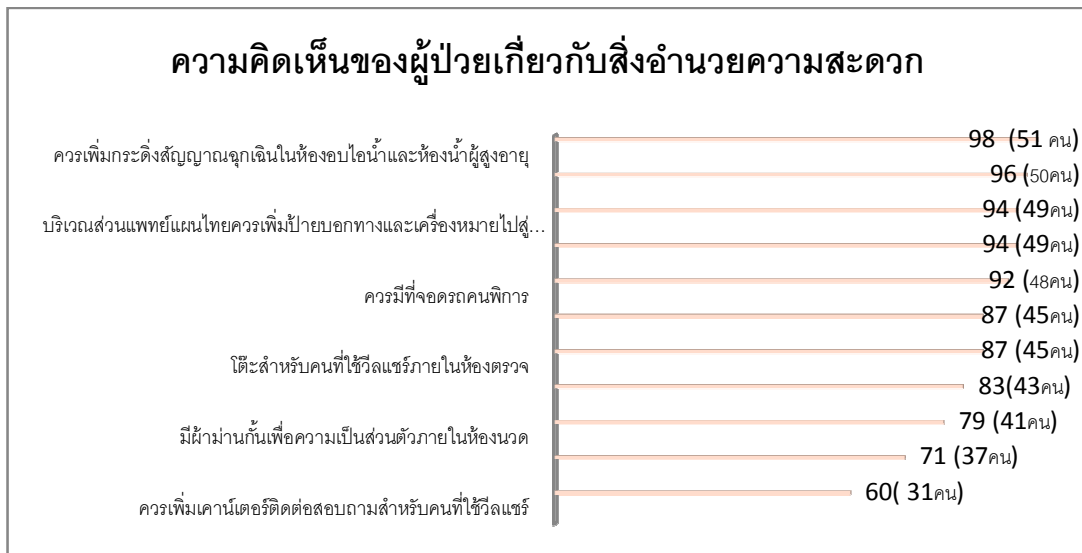 ความคิดเห็นของผู้ป่วยเกี่ยวกับสิ่งอำนวยความสะดวก
98 (51 คน)
ควรเพิ่มกระดิ่งสัญญาณฉุกเฉินในห้องอบไอน้ำและห้องน้ำผู้สูงอายุ
96 (50คน)
94 (49คน)
บริเวณส่วนแพทย์แผนไทยควรเพิ่มป้ายบอกทางและเครื่องหมายไปสู่...
94 (49คน)
92 (48คน)
ควรมีที่จอดรถคนพิการ
87 (45คน)
87 (45คน)
โต๊ะสำหรับคนที่ใช้วีลแชร์ภายในห้องตรวจ
83(43คน)
79 (41คน)
มีผ้าม่านกั้นเพื่อความเป็นส่วนตัวภายในห้องนวด
71 (37คน)
60( 31คน)
ควรเพิ่มเคาน์เตอร์ติดต่อสอบถามสำหรับคนที่ใช้วีลแชร์